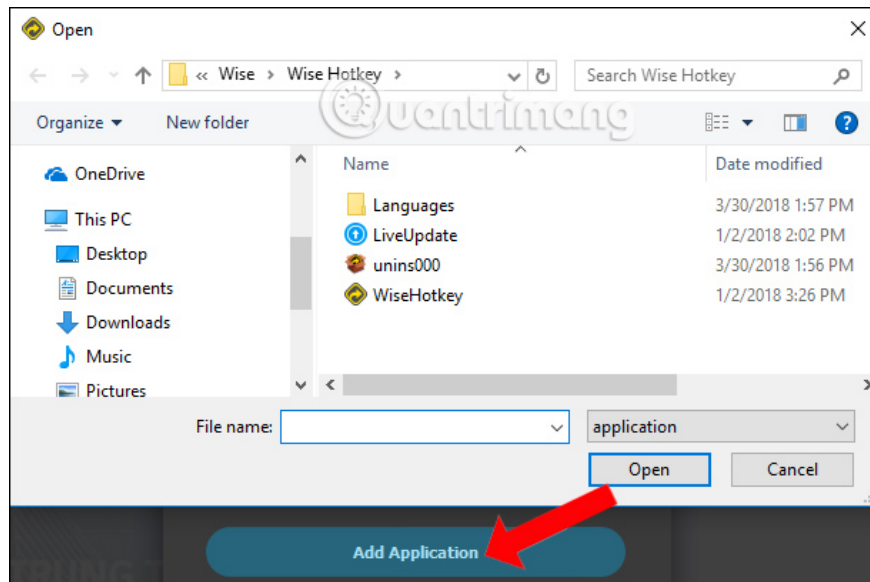 Open
« Wise > Wise Hotkey >
Search Wise Hotkey
Quantrimang
Organize
New folder
Name
Date modified
OneDrive
This PC
Desktop
Documents
Downloads
Music
Pictures
Languages 3/30/2018 1:57 PM
LiveUpdate 1/2/2018 2:02 PM
unins000 3/30/2018 1:56 PM
WiseHotkey 1/2/2018 3:26 PM
File name:
application
Open
Cancel
Add Application
TRUNG T